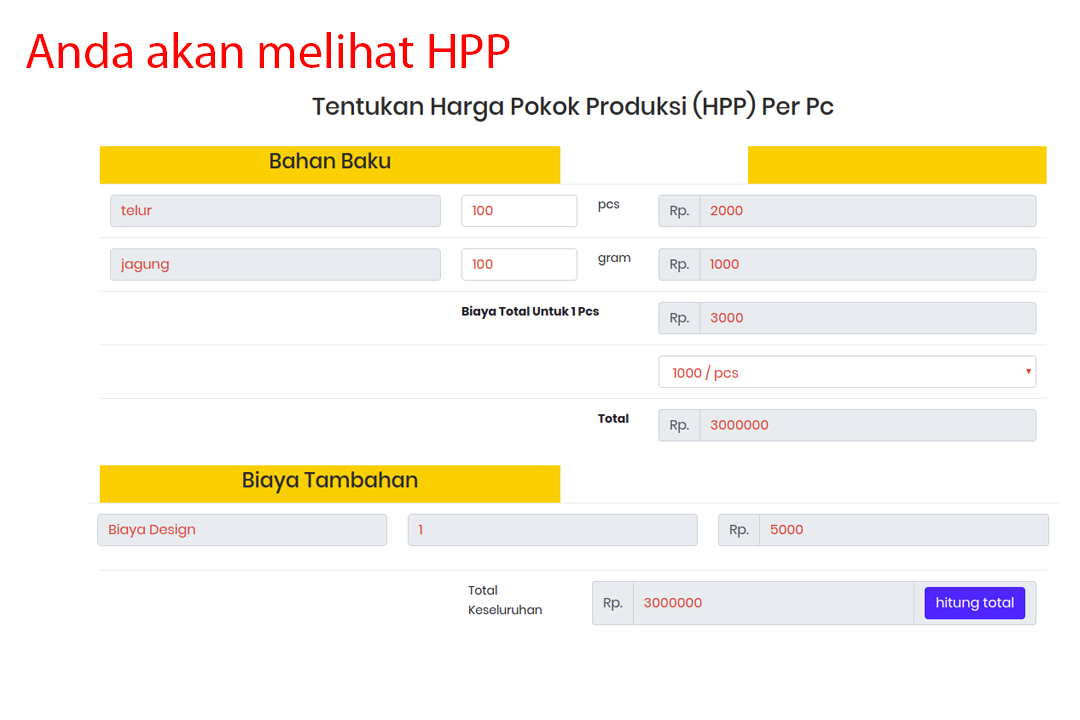 Anda akan melihat HPP
Tentukan Harga Pokok Produksi (HPP) Per Pc
Bahan Baku
telur 100 pcs Rp. 2000
jagung 100 gram Rp. 1000
Biaya Total Untuk 1 Pcs Rp. 3000
1000 / pcs
Total Rp. 3000000
Biaya Tambahan
Biaya Design 1 Rp. 5000
Total Keseluruhan Rp. 3000000 hitung total